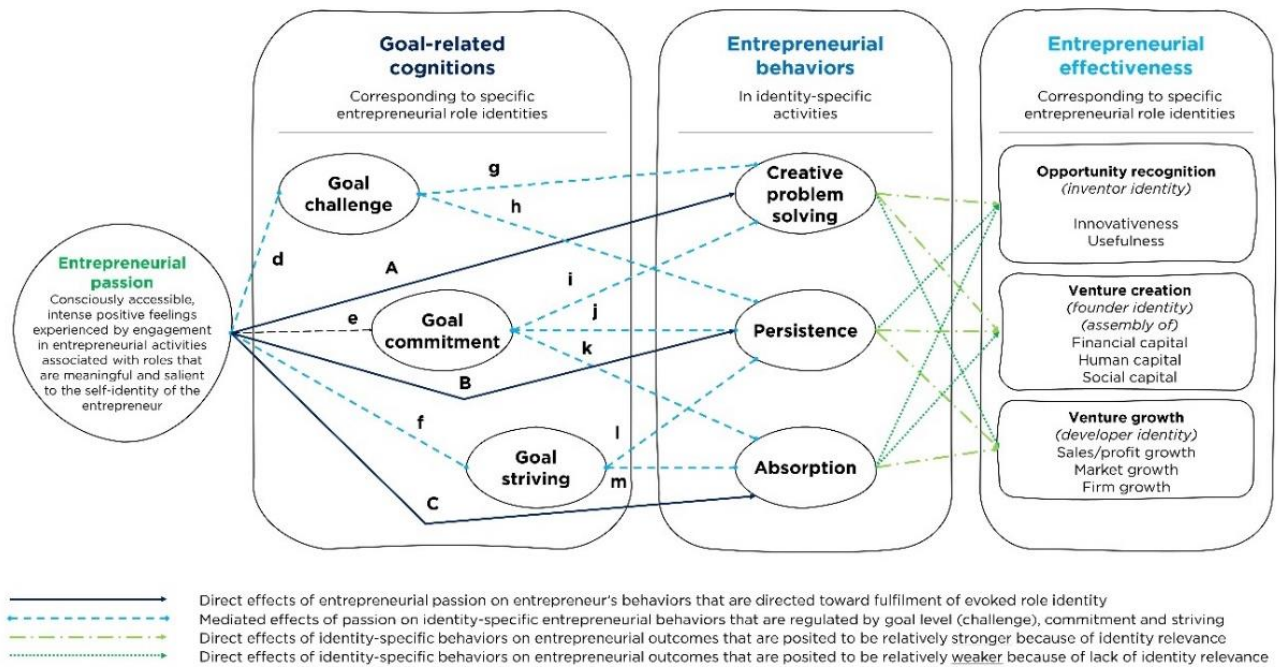 Goal-related
cognitions
Corresponding to specific
entrepreneurial role identities
Entrepreneurial
behaviors
In identity-specific
activities
Entrepreneurial
effectiveness
Corresponding to specific
entrepreneurial role identities
Entrepreneurial
passion
Consciously accessible,
intense positive feelings
experienced by engagement
in entrepreneurial activities
associated with roles that
are meaningful and salient
to the self-identity of the
entrepreneur
d
A
e
B
f
C
Goal
challenge
Goal
commitment
Goal
striving
g
h
i
j
k
l
m
Creative
problem
solving
Persistence
Absorption
Opportunity recognition
(inventor identity)
Innovativeness
Usefulness
Venture creation
(founder identity)
(assembly of)
Financial capital
Human capital
Social capital
Venture growth
(developer identity)
Sales/profit growth
Market growth
Firm growth
Direct effects of entrepreneurial passion on entrepreneur's behaviors that are directed toward fulfilment of evoked role identity
Mediated effects of passion on identity-specific entrepreneurial behaviors that are regulated by goal level (challenge), commitment and striving
Direct effects of identity-specific behaviors on entrepreneurial outcomes that are posited to be relatively stronger because of identity relevance
Direct effects of identity-specific behaviors on entrepreneurial outcomes that are posited to be relatively weaker because of lack of identity relevance